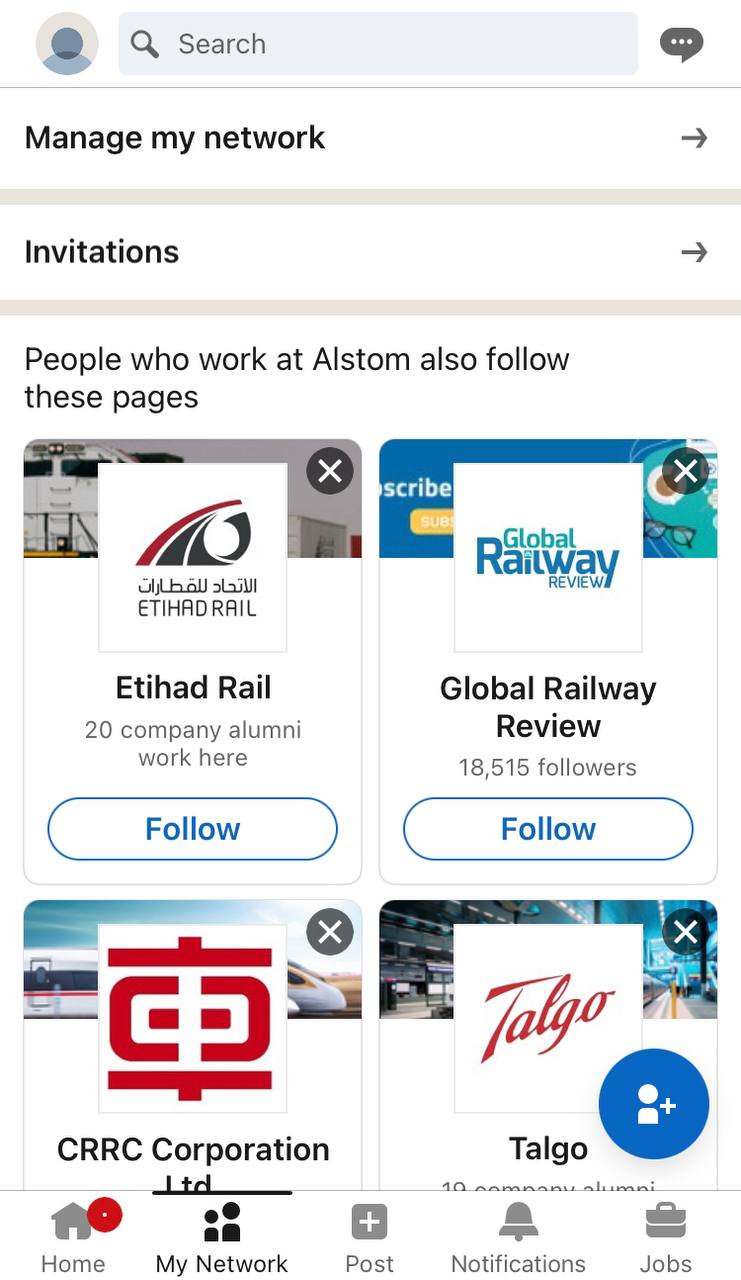 Search
Manage my network
Invitations
People who work at Alstom also follow
these pages
الاتحاد للقطارات
ETIHAD RAIL
Etihad Rail
20 company alumni
work here
Follow
scribe
SUBS
Global
Railway
REVIEW
Global Railway
Review
18,515 followers
Follow
CRRC Corporation
Ltd
Talgo
Talgo
19 company alumni
Home
My Network
Post
Notifications
Jobs